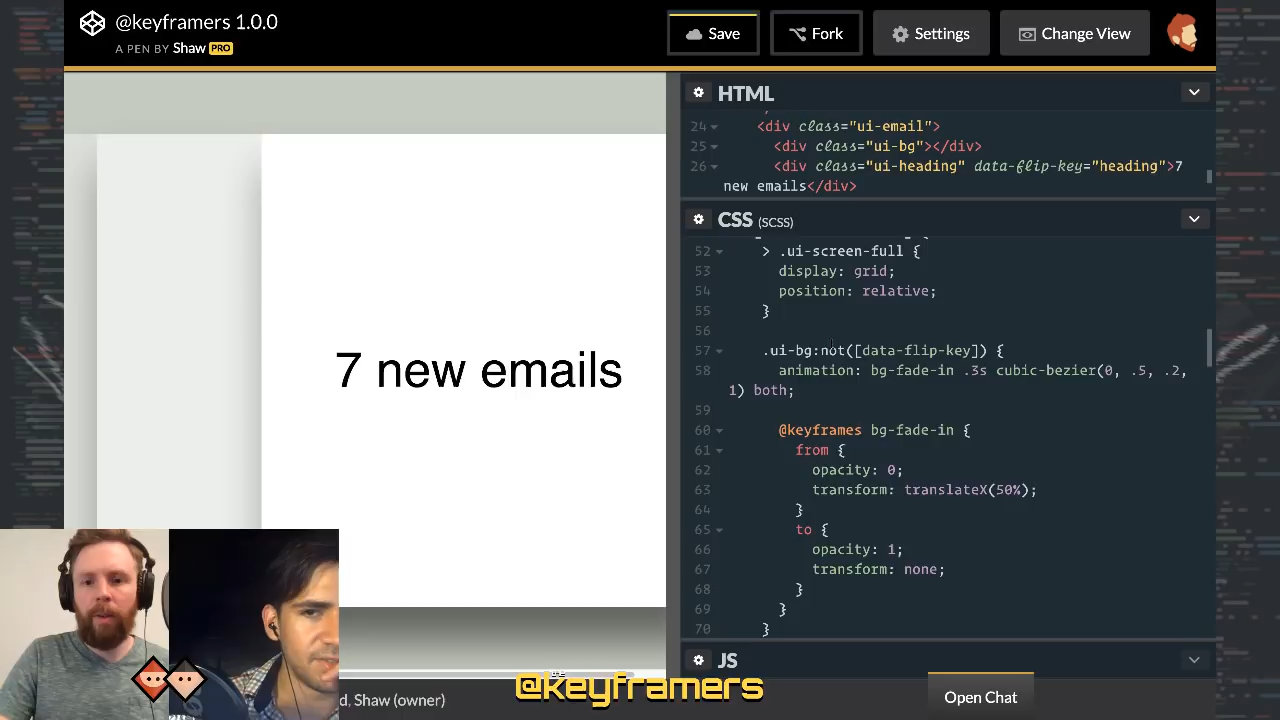 @keyframers 1.0.0
A PEN BY Shaw PRO
Save
Fork
Settings
Change View
HTML
24 <div class="ui-email">
25 <div class="ui-bg"></div>
26 <div class="ui-heading" data-flip-key="heading">7
new emails</div>
CSS (SCSS)
52 > .ui-screen-full {
53 display: grid;
54 position: relative;
55 }
56
57 .ui-bg:not([data-flip-key]) {
58 animation: bg-fade-in .3s cubic-bezier(0, .5, .2,
1) both;
59
60 @keyframes bg-fade-in {
61 from {
62 opacity: 0;
63 transform: translateX(50%);
64 }
65 to {
66 opacity: 1;
67 transform: none;
68 }
69 }
70 }
JS
7 new emails
d, Shaw (owner)
@keyframers
Open Chat